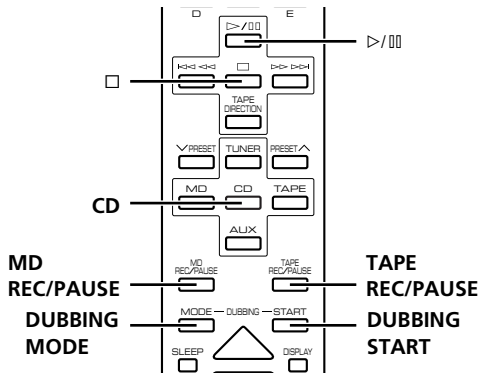 D E
▷/▯▯
▷/▯▯
|◁◁ ◁◁ □ ▷▷ ▷▷|
□
TAPE
DIRECTION
PRESET TUNER PRESET
MD CD TAPE
CD
AUX
MD
REC/PAUSE
TAPE
REC/PAUSE
MD
REC/PAUSE
TAPE
REC/PAUSE
MODE DUBBING START
DUBBING
MODE
DUBBING
START
SLEEP DISPLAY